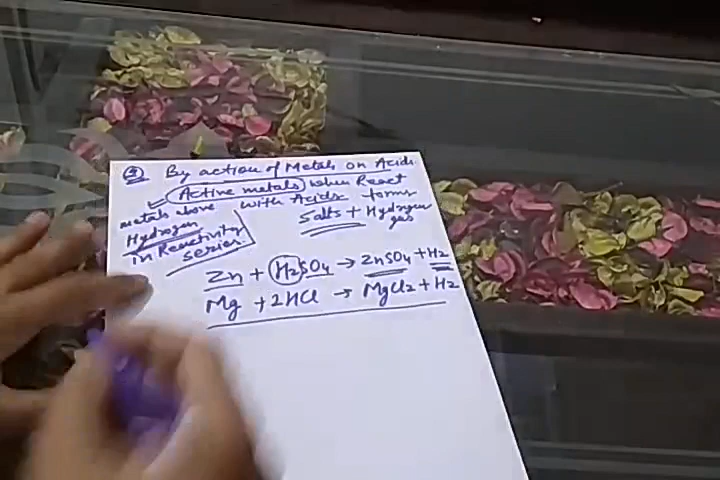 ② By action of Metals on Acids
Active metals when React
with Acids forms
Salts + Hydrogen
gas
metals above
Hydrogen
in Reactivity
series.
Zn + H2SO4 → ZnSO4 + H2
Mg + 2HCl → MgCl2 + H2